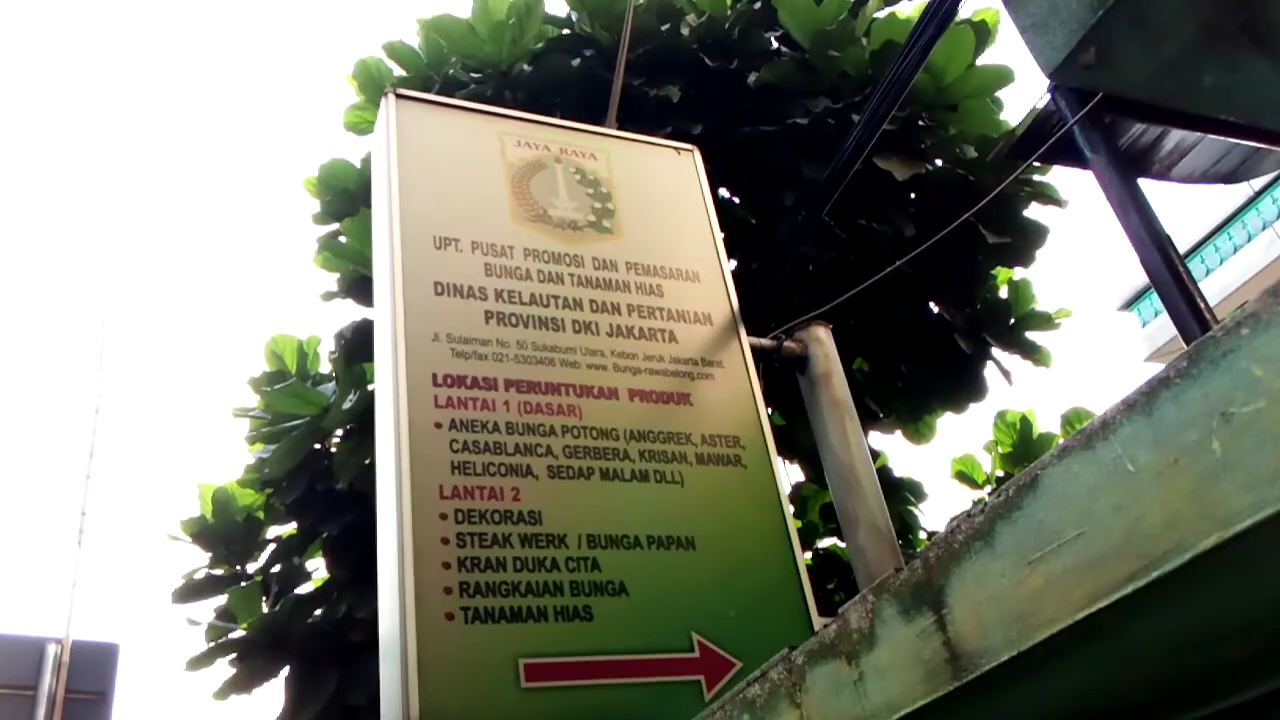 JAYA RAYA
UPT. PUSAT PROMOSI DAN PEMASARAN
BUNGA DAN TANAMAN HIAS
DINAS KELAUTAN DAN PERTANIAN
PROVINSI DKI JAKARTA
Jl. Sulaiman No. 50 Sukabumi Utara, Kebon Jeruk Jakarta Barat.
Telp/fax 021-5303406 Web: www. Bunga-rawabelong.com
LOKASI PERUNTUKAN PRODUK
LANTAI 1 (DASAR)
• ANEKA BUNGA POTONG (ANGGREK, ASTER,
CASABLANCA, GERBERA, KRISAN, MAWAR,
HELICONIA, SEDAP MALAM DLL)
LANTAI 2
• DEKORASI
• STEAK WERK / BUNGA PAPAN
• KRAN DUKA CITA
• RANGKAIAN BUNGA
• TANAMAN HIAS